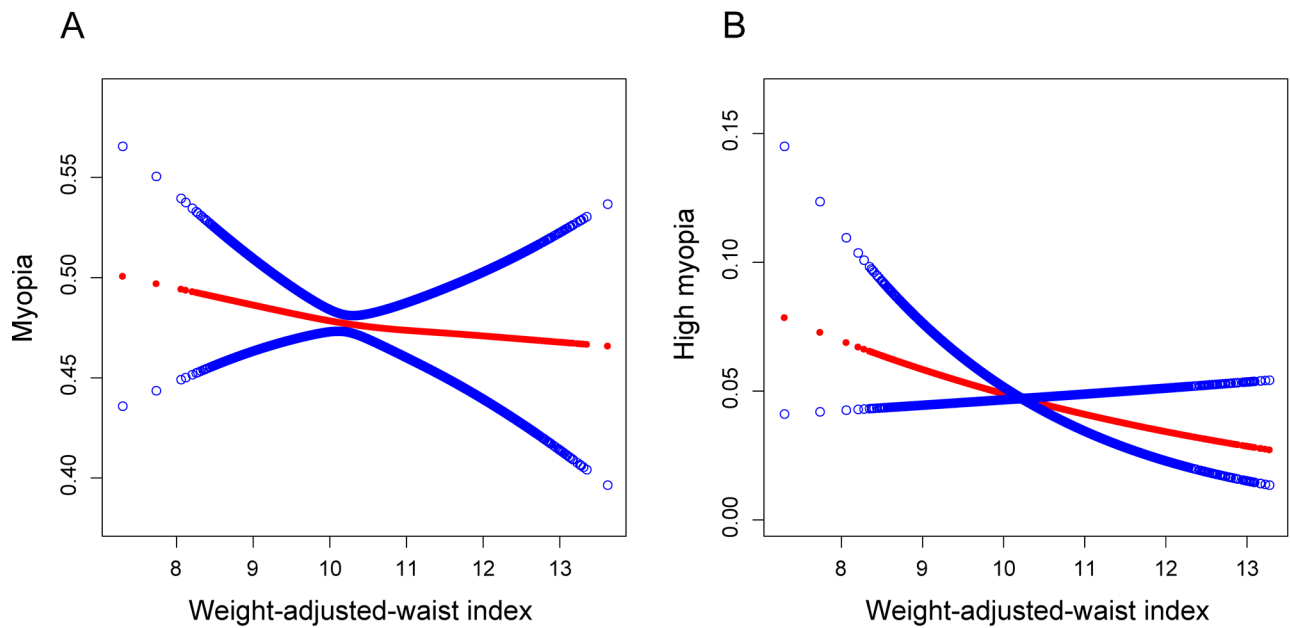 A
Myopia
0.55
0.50
0.45
0.40
8 9 10 11 12 13
Weight-adjusted-waist index
B
High myopia
0.15
0.10
0.05
0.00
8 9 10 11 12 13
Weight-adjusted-waist index